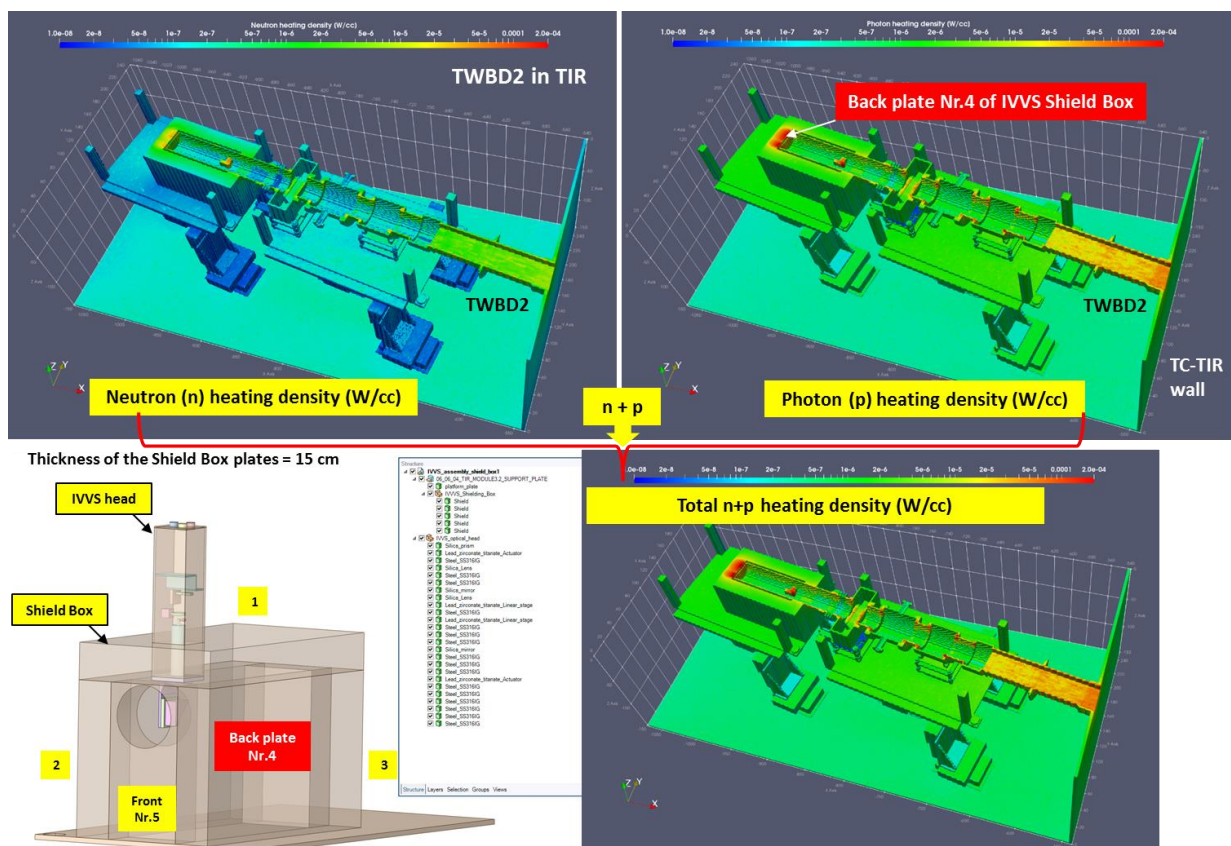 Neutron heating density (W/cc)
1.0e-08 2e-8 5e-8 1e-7 2e-7 5e-7 1e-6 2e-6 5e-6 1e-5 2e-5 5e-5 0.0001 2.0e-04
TWBD2 in TIR
TWBD2
Neutron (n) heating density (W/cc)
Photon heating density (W/cc)
1.0e-08 2e-8 5e-8 1e-7 2e-7 5e-7 1e-6 2e-6 5e-6 1e-5 2e-5 5e-5 0.0001 2.0e-04
Back plate Nr.4 of IVVS Shield Box
TWBD2
TC-TIR
wall
Photon (p) heating density (W/cc)
n + p
Thickness of the Shield Box plates = 15 cm
IVVS head
Shield Box
1
2
3
Back plate
Nr.4
Front
Nr.5
Structure
IVVS_assembly_shield_box1
06_06_04_TIR_MODULE3.2_SUPPORT_PLATE
platform_plate
IVVVS_Shielding_Box
Shield
Shield
Shield
Shield
Shield
IVVS_optical_head
Silica_prism
Lead_zirconate_titanate_Actuator
Steel_SS316IG
Silica_Lens
Steel_SS316IG
Steel_SS316IG
Silica_mirror
Silica_Lens
Lead_zirconate_titanate_Linear_stage
Steel_SS316IG
Lead_zirconate_titanate_Linear_stage
Steel_SS316IG
Steel_SS316IG
Steel_SS316IG
Silica_mirror
Steel_SS316IG
Steel_SS316IG
Steel_SS316IG
Lead_zirconate_titanate_Actuator
Steel_SS316IG
Steel_SS316IG
Steel_SS316IG
Steel_SS316IG
Steel_SS316IG
Structure Layers Selection Groups Views
.0e-08 2e-8 5e-8 1e-7 2e-7 5e-7 1e-6 2e-6 5e-6 1e-5 2e-5 5e-5 0.0001 2.0e-04
Total n+p heating density (W/cc)